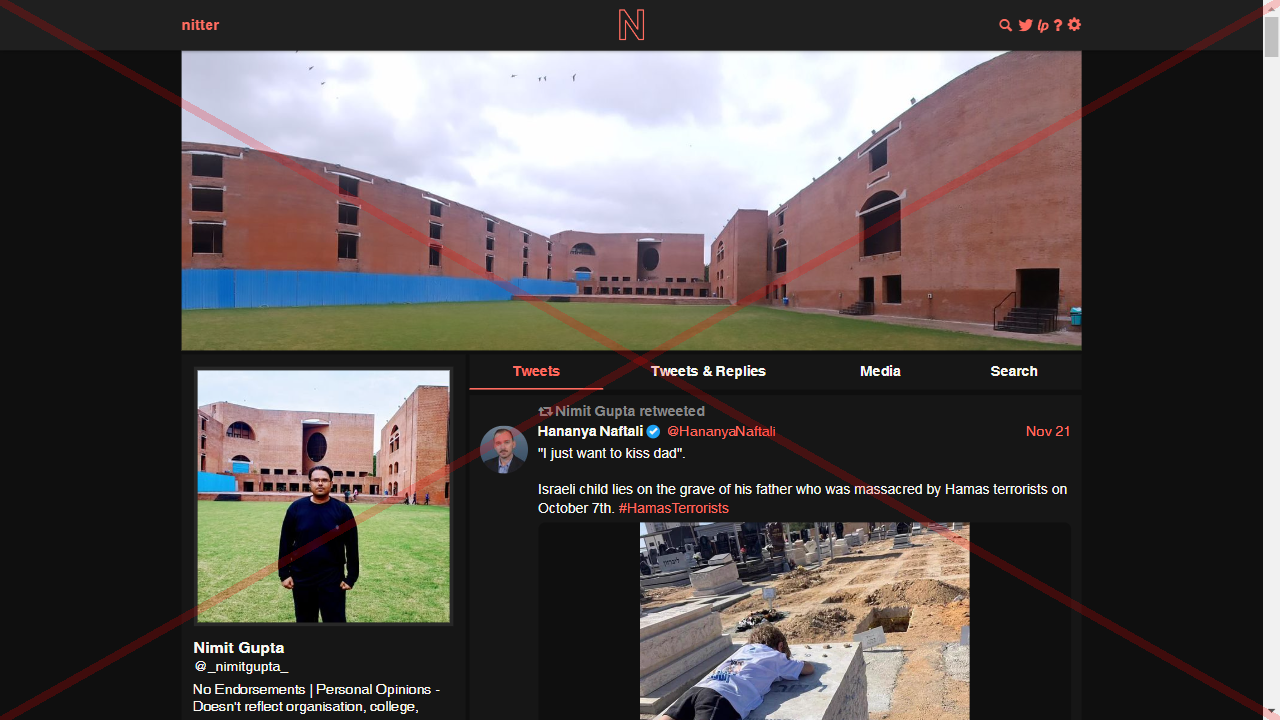 nitter
N
?
Tweets
Tweets & Replies
Media
Search
Nimit Gupta retweeted
Hananya Naftali @HananyaNaftali Nov 21
"I just want to kiss dad".
Israeli child lies on the grave of his father who was massacred by Hamas terrorists on
October 7th. #HamasTerrorists
Nimit Gupta
@_nimitgupta_
No Endorsements | Personal Opinions -
Doesn't reflect organisation, college,